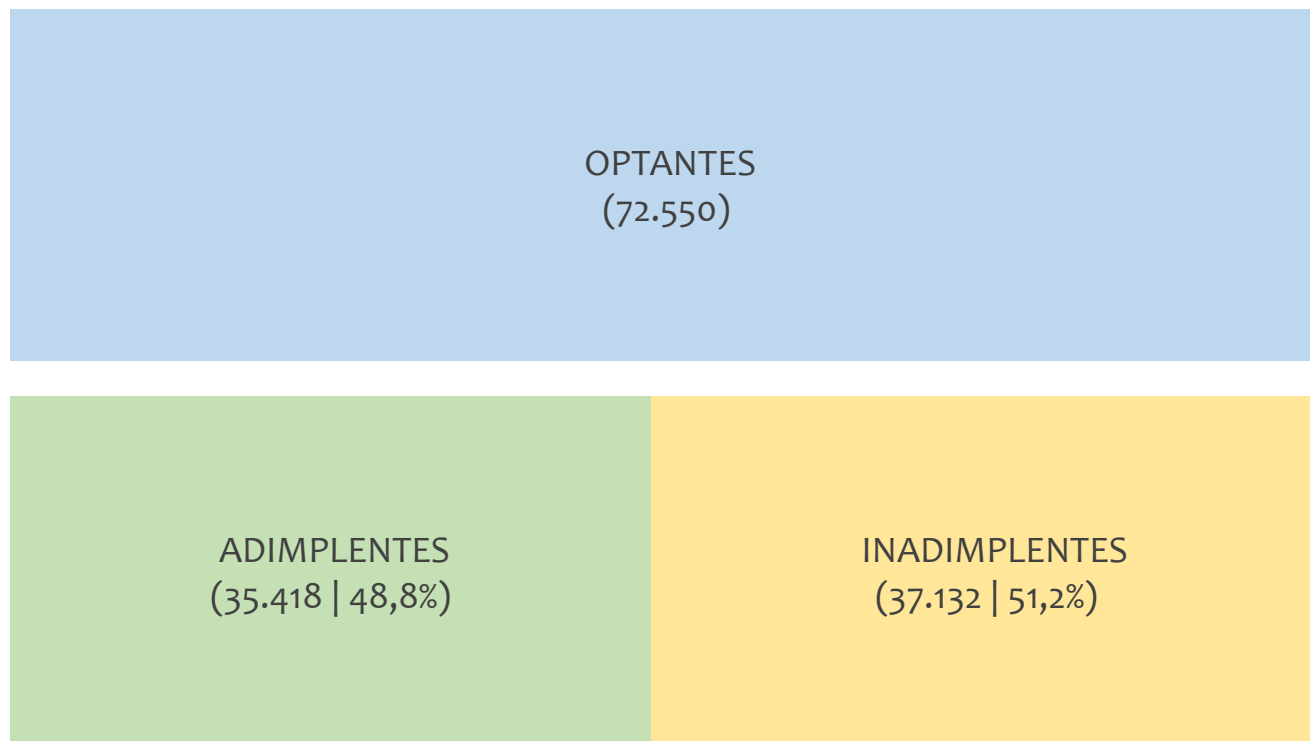 OPTANTES
(72.550)
ADIMPLENTES
(35.418 | 48,8%)
INADIMPLENTES
(37.132 | 51,2%)